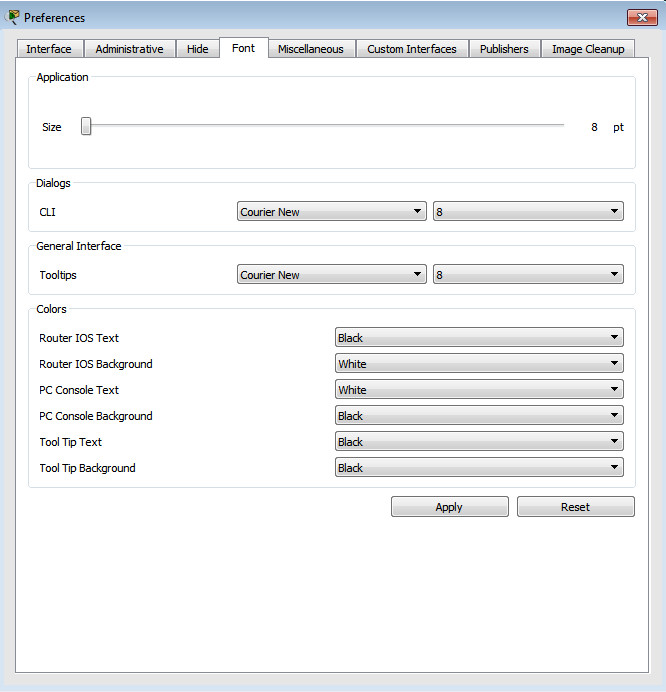 Preferences
Interface Administrative Hide Font Miscellaneous Custom Interfaces Publishers Image Cleanup
Application
Size 8 pt
Dialogs
CLI Courier New 8
General Interface
Tooltips Courier New 8
Colors
Router IOS Text Black
Router IOS Background White
PC Console Text White
PC Console Background Black
Tool Tip Text Black
Tool Tip Background Black
Apply Reset